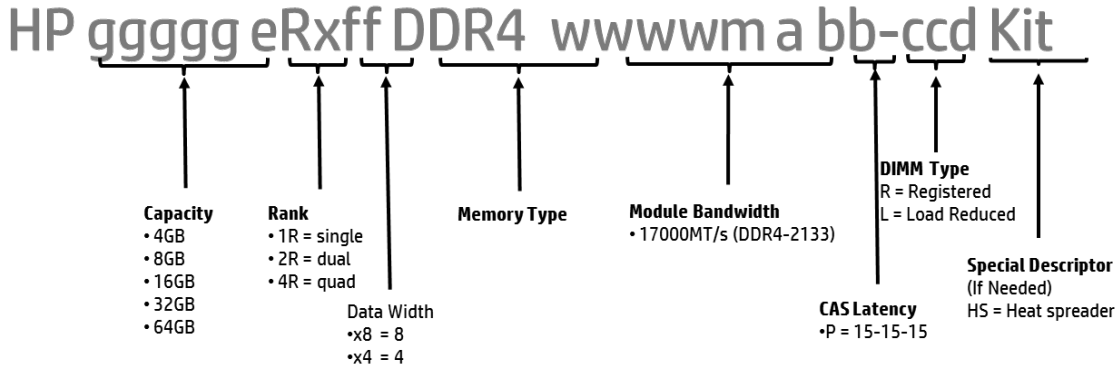 HP ggggg eRxff DDR4 wwwwm a bb-ccd Kit
Capacity
• 4GB
• 8GB
• 16GB
• 32GB
• 64GB
Rank
• 1R = single
• 2R = dual
• 4R = quad
Data Width
•x8 = 8
•x4 = 4
Memory Type
Module Bandwidth
• 17000MT/s (DDR4-2133)
CAS Latency
•P = 15-15-15
DIMM Type
R = Registered
L = Load Reduced
Special Descriptor
(If Needed)
HS = Heat spreader